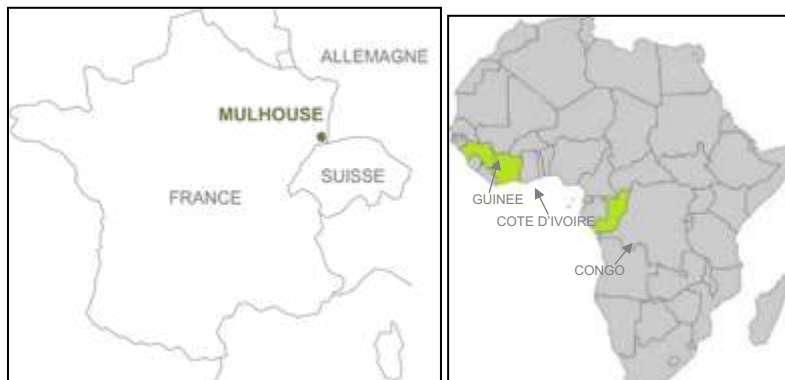 ALLEMAGNE
MULHOUSE
SUISSE
FRANCE
GUINEE
COTE D'IVOIRE
CONGO